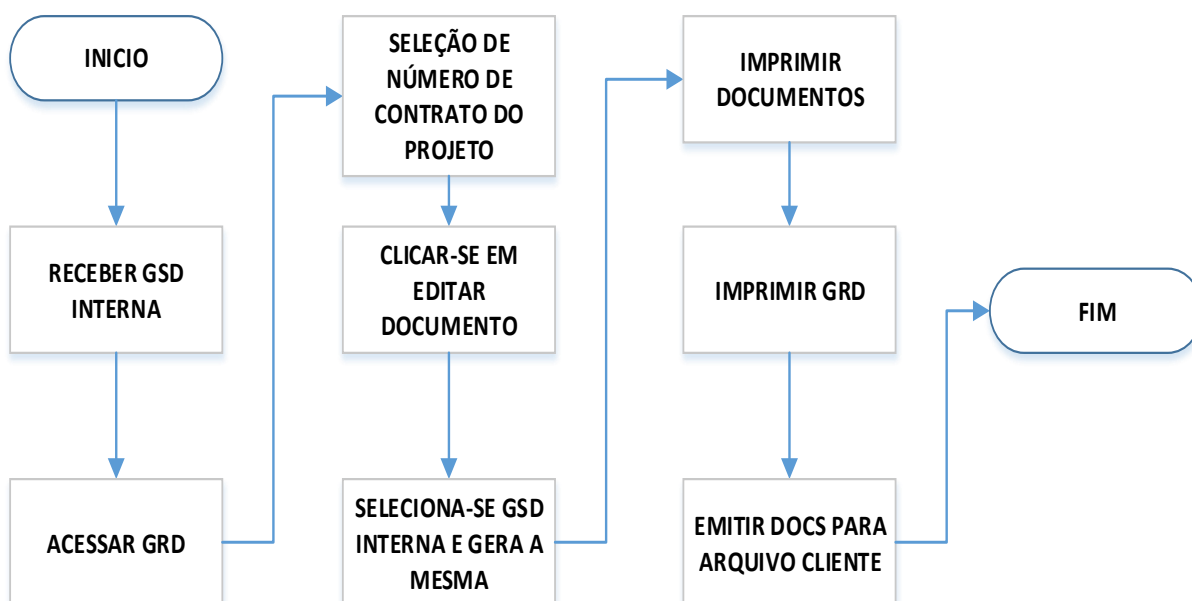 INICIO
RECEBER GSD
INTERNA
ACESSAR GRD
SELEÇÃO DE
NÚMERO DE
CONTRATO DO
PROJETO
CLICAR-SE EM
EDITAR
DOCUMENTO
SELECIONA-SE GSD
INTERNA E GERA A
MESMA
IMPRIMIR
DOCUMENTOS
IMPRIMIR GRD
EMITIR DOCS PARA
ARQUIVO CLIENTE
FIM